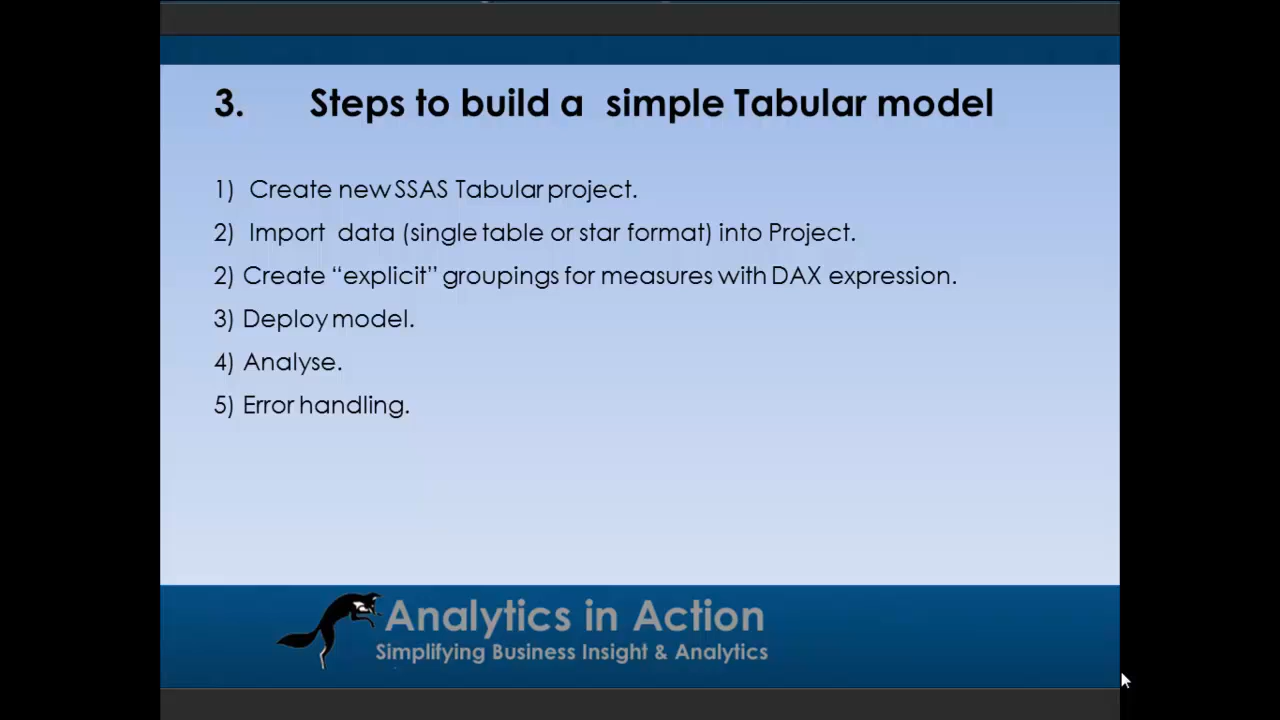 3. Steps to build a simple Tabular model
1) Create new SSAS Tabular project.
2) Import data (single table or star format) into Project.
2) Create “explicit” groupings for measures with DAX expression.
3) Deploy model.
4) Analyse.
5) Error handling.
Analytics in Action
Simplifying Business Insight & Analytics